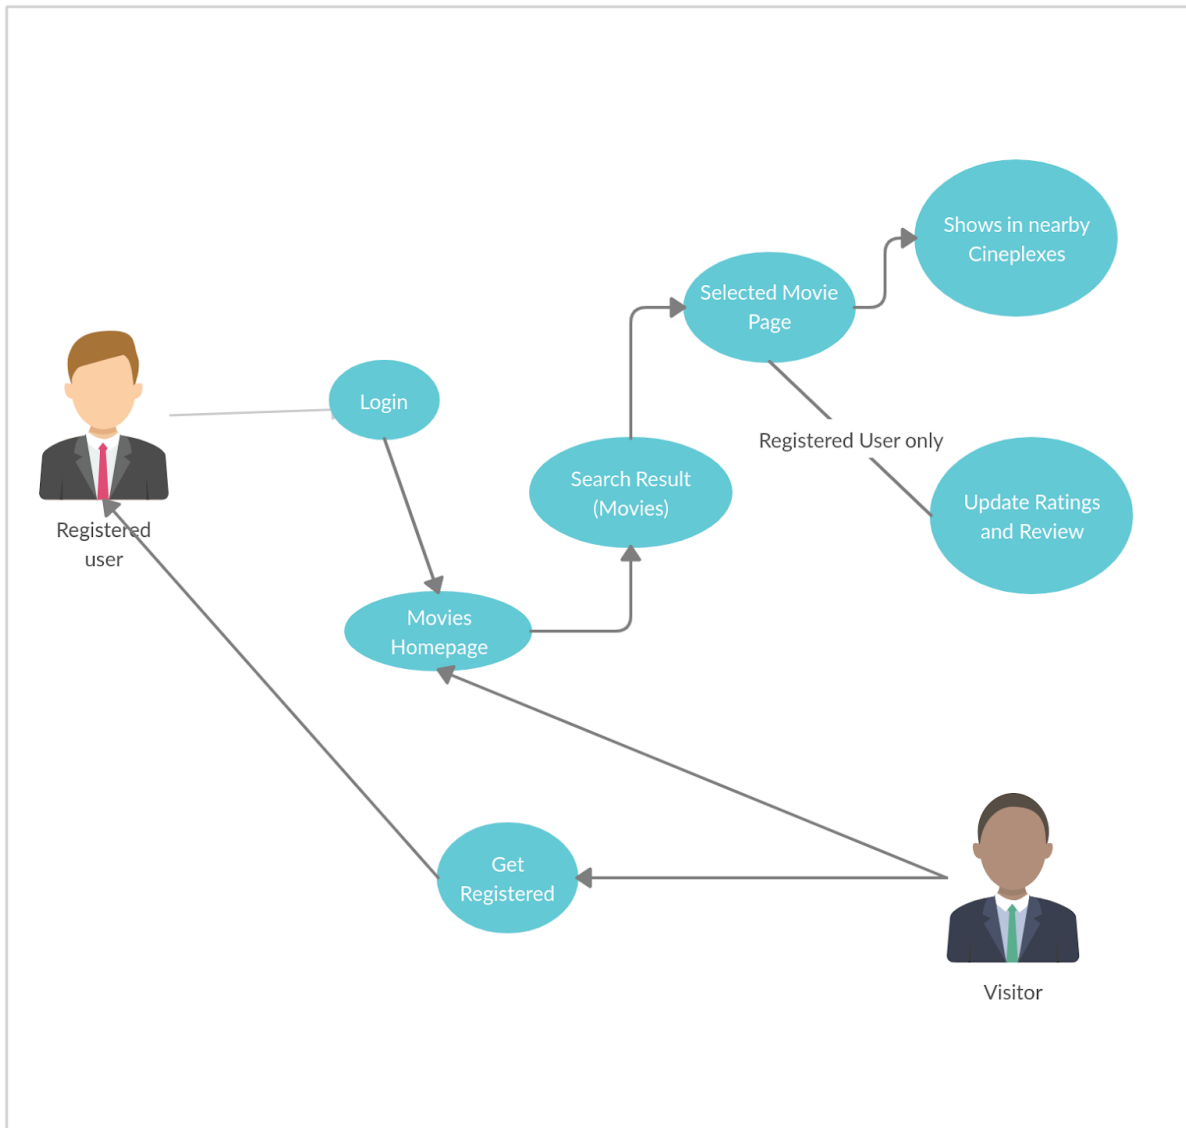 Shows in nearby
Cineplexes
Selected Movie
Page
Login
Registered User only
Search Result
(Movies)
Update Ratings
and Review
Registered
user
Movies
Homepage
Get
Registered
Visitor